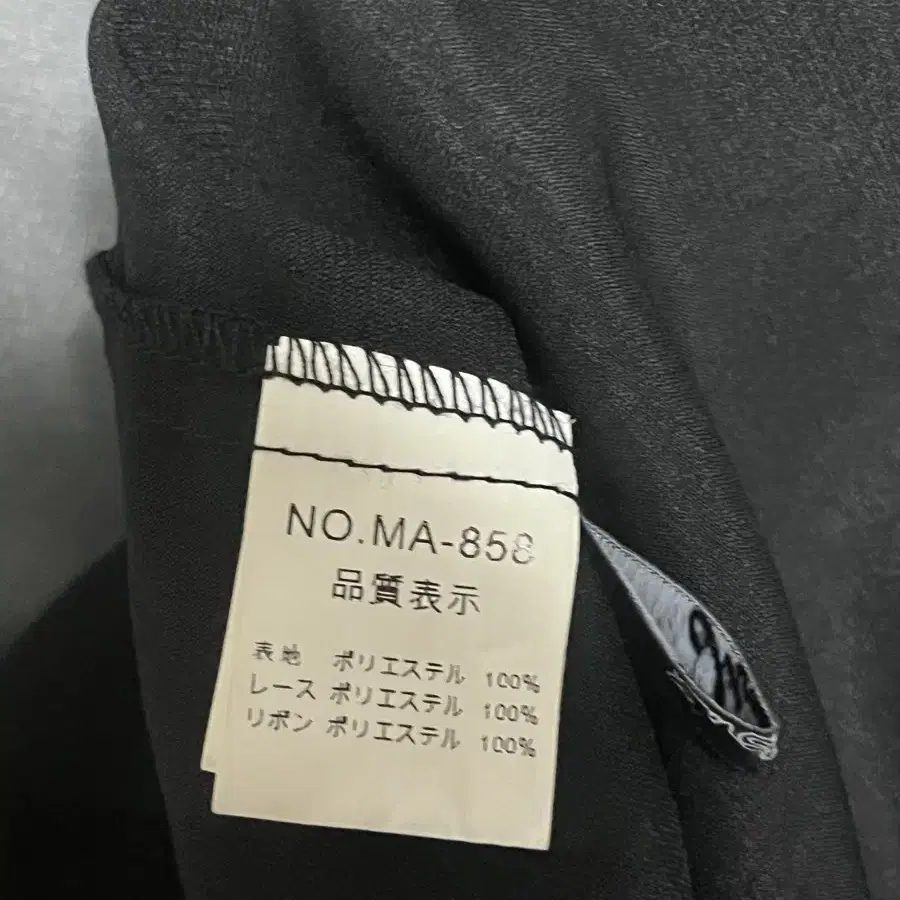 NO.MA-858
品質表示
表地 ポリエステル 100%
レース ポリエステル 100%
リボン ポリエステル 100%